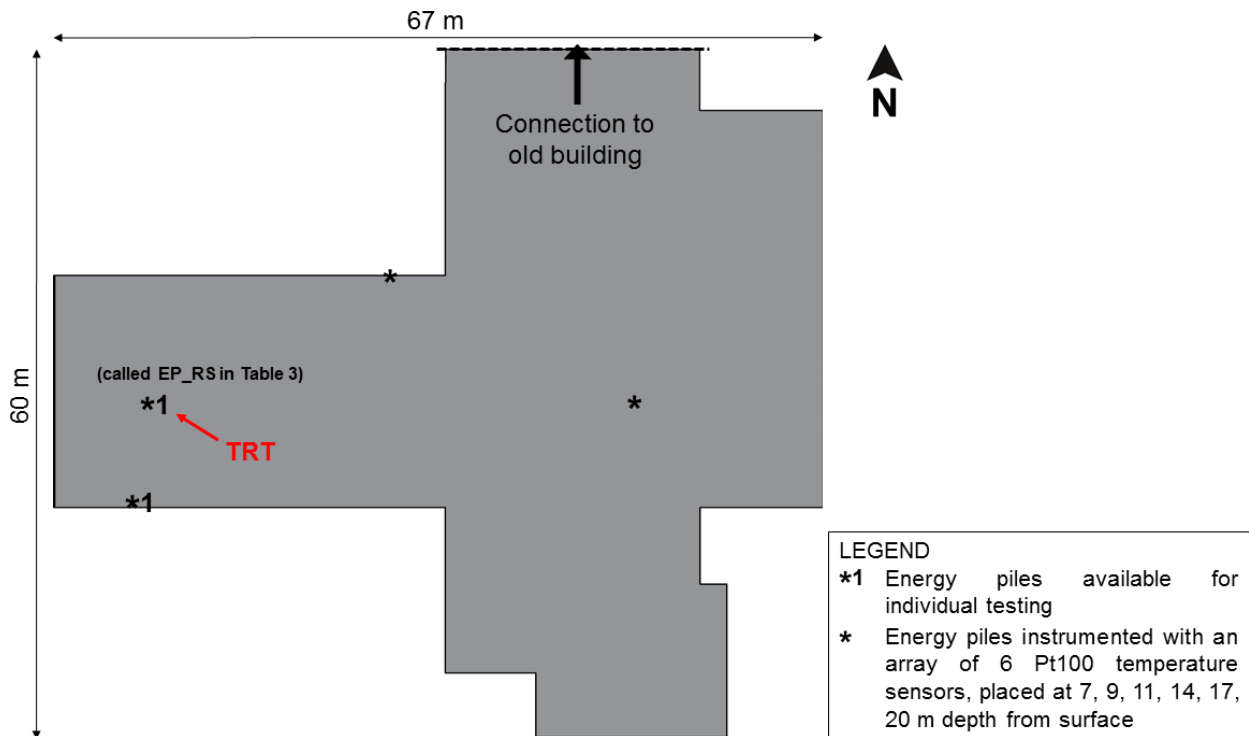 67 m
N
Connection to
old building
60 m
(called EP_RS in Table 3)
*1
*
*
TRT
*1
LEGEND
*1 Energy piles available for
individual testing
* Energy piles instrumented with an
array of 6 Pt100 temperature
sensors, placed at 7, 9, 11, 14, 17,
20 m depth from surface